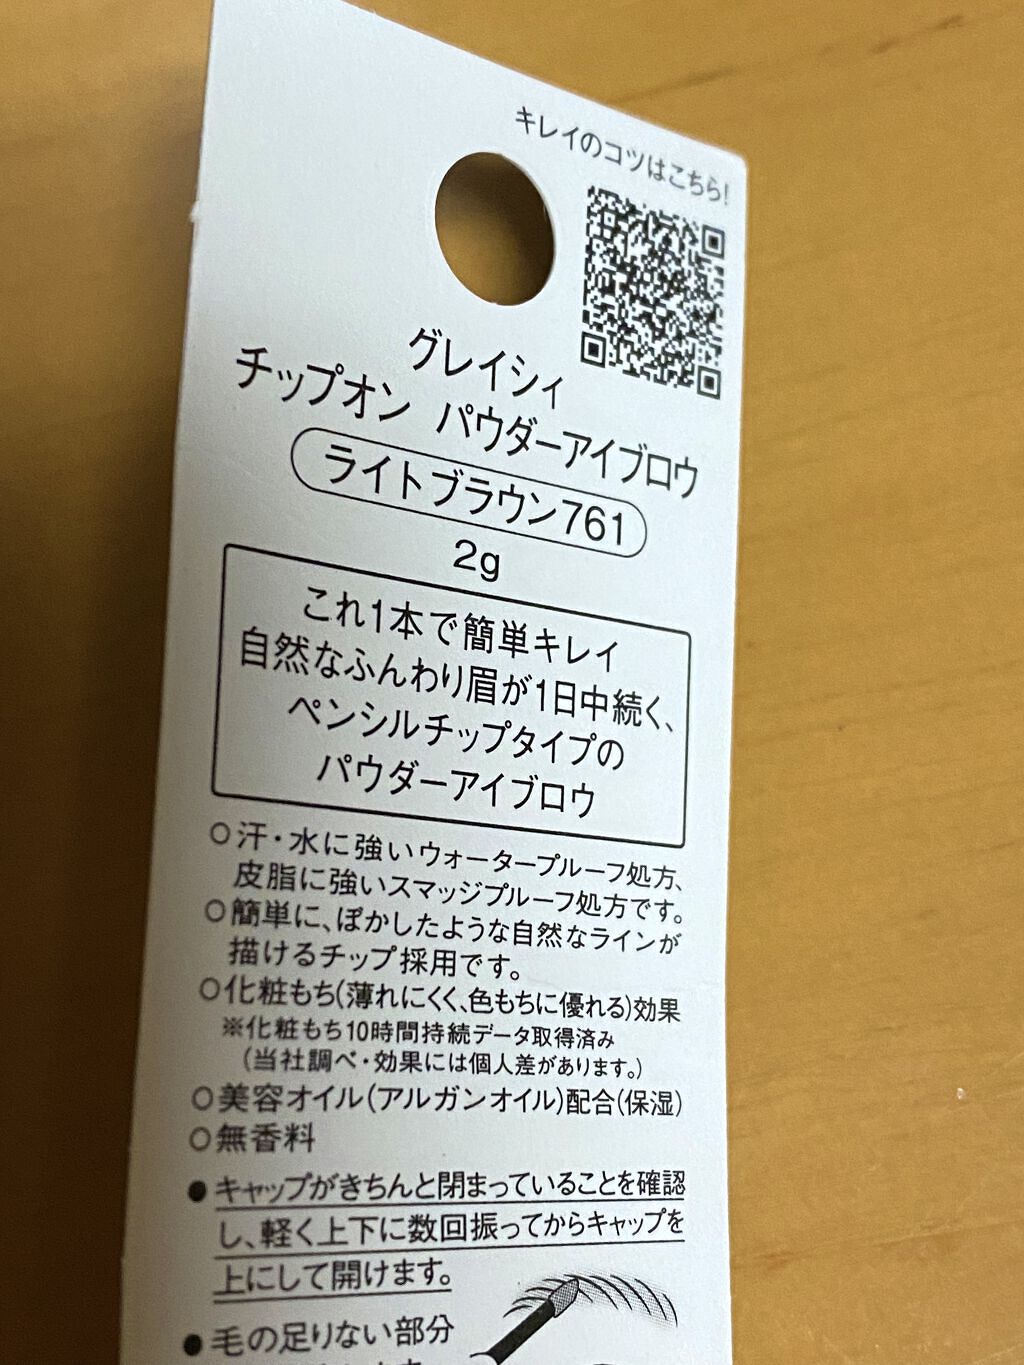 キレイのコツはこちら!
グレイシィ
チップオン パウダーアイブロウ
ライトブラウン761
2g
これ1本で簡単キレイ
自然なふんわり眉が1日中続く、
ペンシルチップタイプの
パウダーアイブロウ
○汗・水に強いウォータープルーフ処方、
皮脂に強いスマッジプルーフ処方です。
○簡単に、ぼかしたような自然なラインが
描けるチップ採用です。
○化粧もち(薄れにくく、色もちに優れる)効果
※化粧もち10時間持続データ取得済み
(当社調べ・効果には個人差があります。)
○美容オイル(アルガンオイル)配合(保湿)
○無香料
●キャップがきちんと閉まっていることを確認
し、軽く上下に数回振ってからキャップを
上にして開けます。
●毛の足りない部分